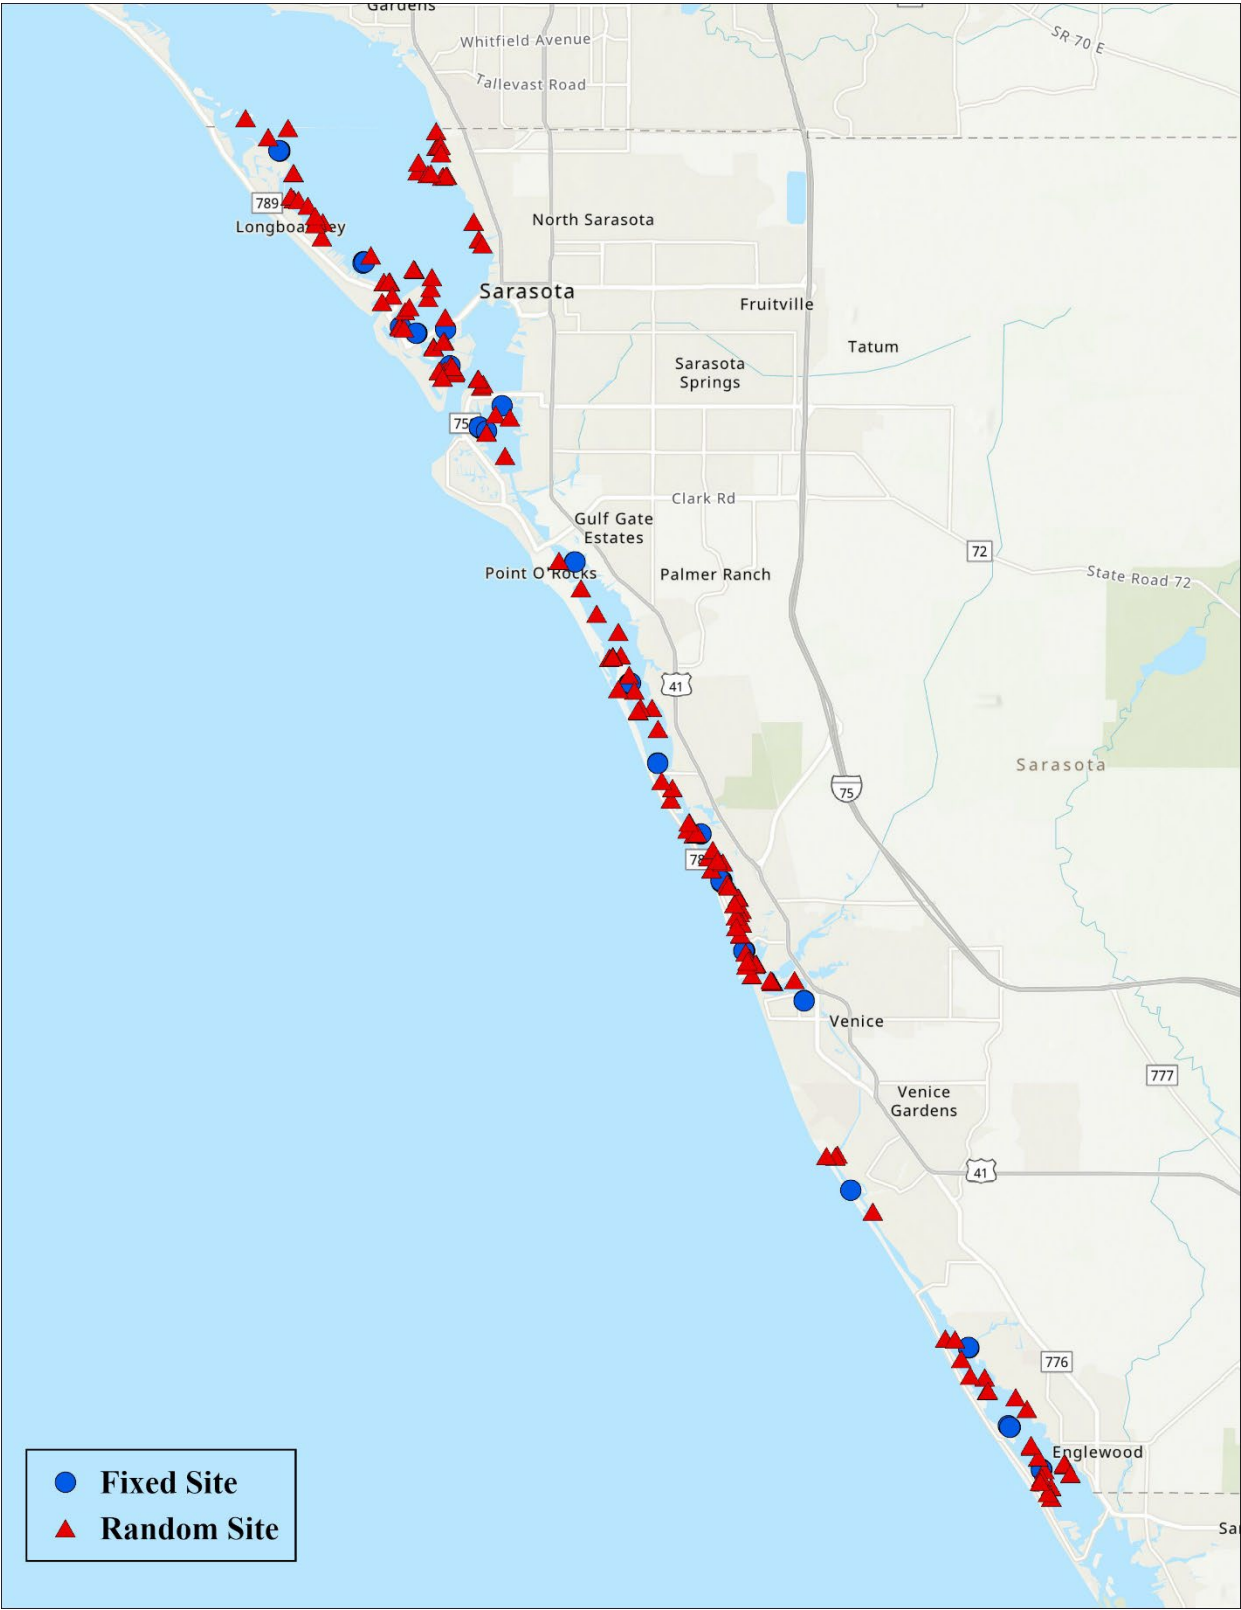 Gardens
Whitfield Avenue
SR 70 E
Tallevast Road
789
Longboat Key
North Sarasota
Sarasota
Fruitville
Tatum
Sarasota
Springs
Clark Rd
Gulf Gate
Estates
72
Point O'Rocks
Palmer Ranch
State Road 72
41
Sarasota
75
Venice
777
Venice
Gardens
41
776
Englewood
Fixed Site
Random Site